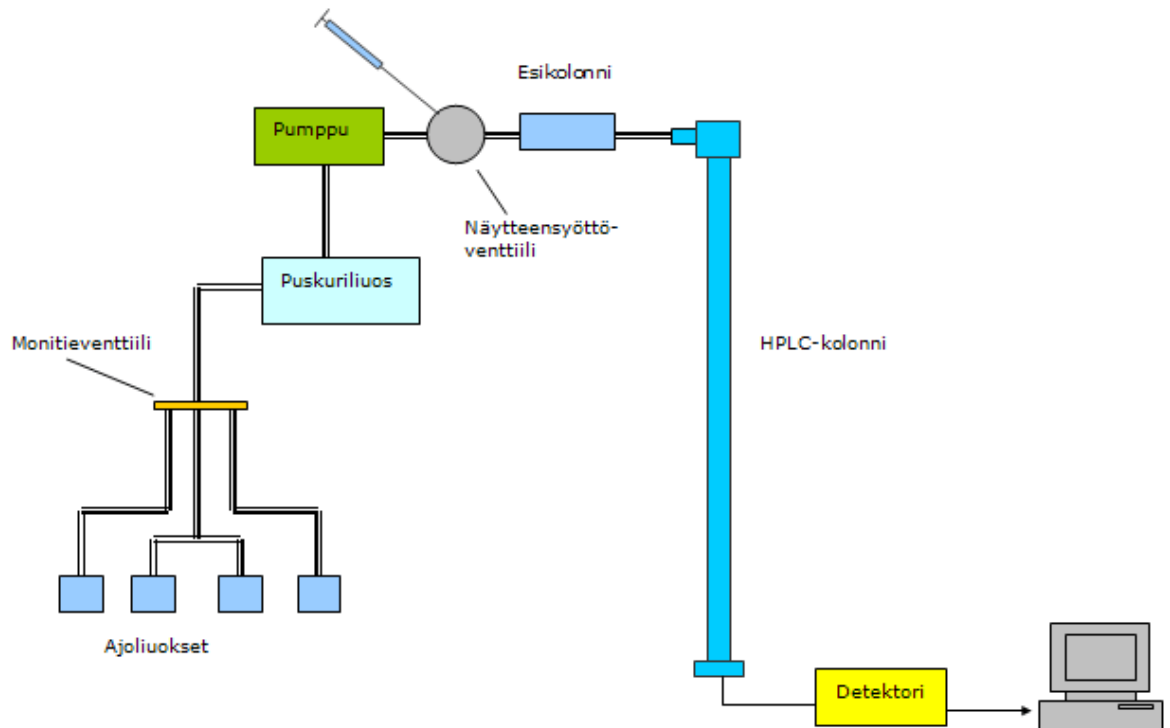 Esikolonni
Pumppu
Näytteensyöttö-
venttiili
Puskuriliuos
Monitieventtiili
HPLC-kolonni
Ajoliuokset
Detektori